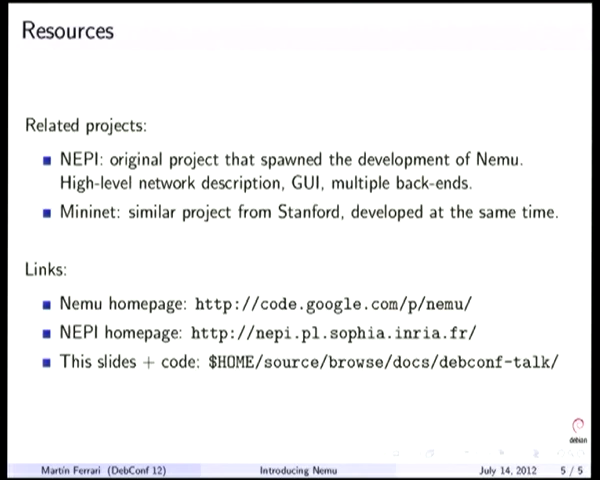 Resources
Related projects:
NEPI: original project that spawned the development of Nemu.
High-level network description, GUI, multiple back-ends.
Mininet: similar project from Stanford, developed at the same time.
Links:
Nemu homepage: http://code.google.com/p/nemu/
NEPI homepage: http://nepi.pl.sophia.inria.fr/
This slides + code: $HOME/source/browse/docs/debconf-talk/
debian
Martín Ferrari (DebConf 12) Introducing Nemu July 14, 2012 5 / 5